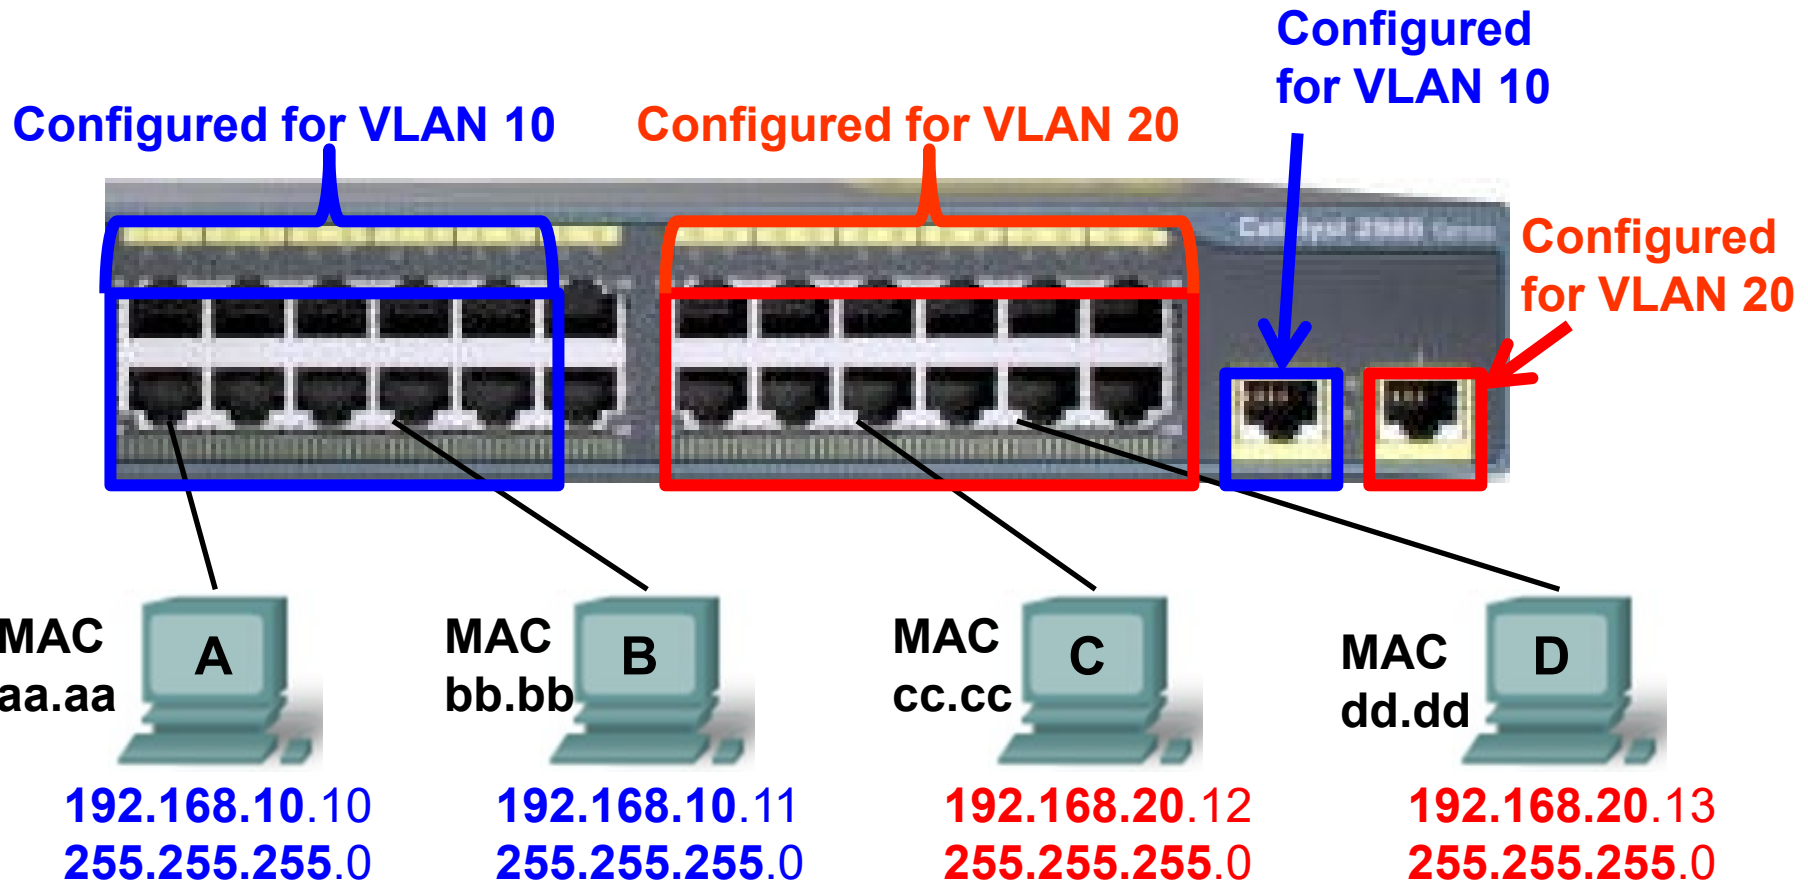 Configured
for VLAN 10
Configured for VLAN 10
Configured for VLAN 20
Configured
for VLAN 20
Catalyst 2960 Series
MAC
aa.aa
A
MAC
bb.bb
B
MAC
cc.cc
C
MAC
dd.dd
D
192.168.10.10
255.255.255.0
192.168.10.11
255.255.255.0
192.168.20.12
255.255.255.0
192.168.20.13
255.255.255.0